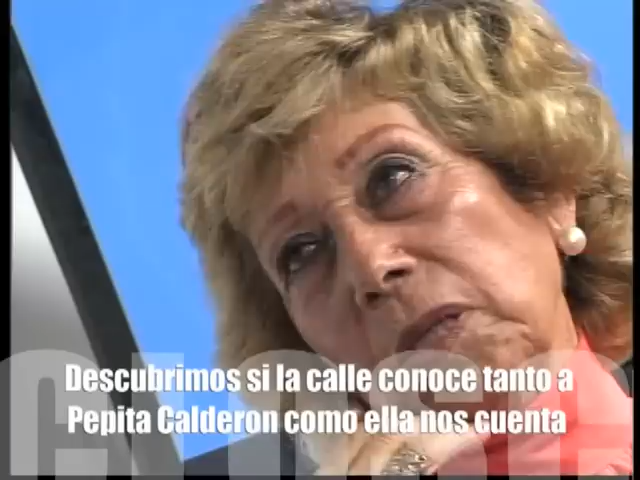 Descubrimos si la calle conoce tanto a
Pepita Calderon como ella nos cuenta